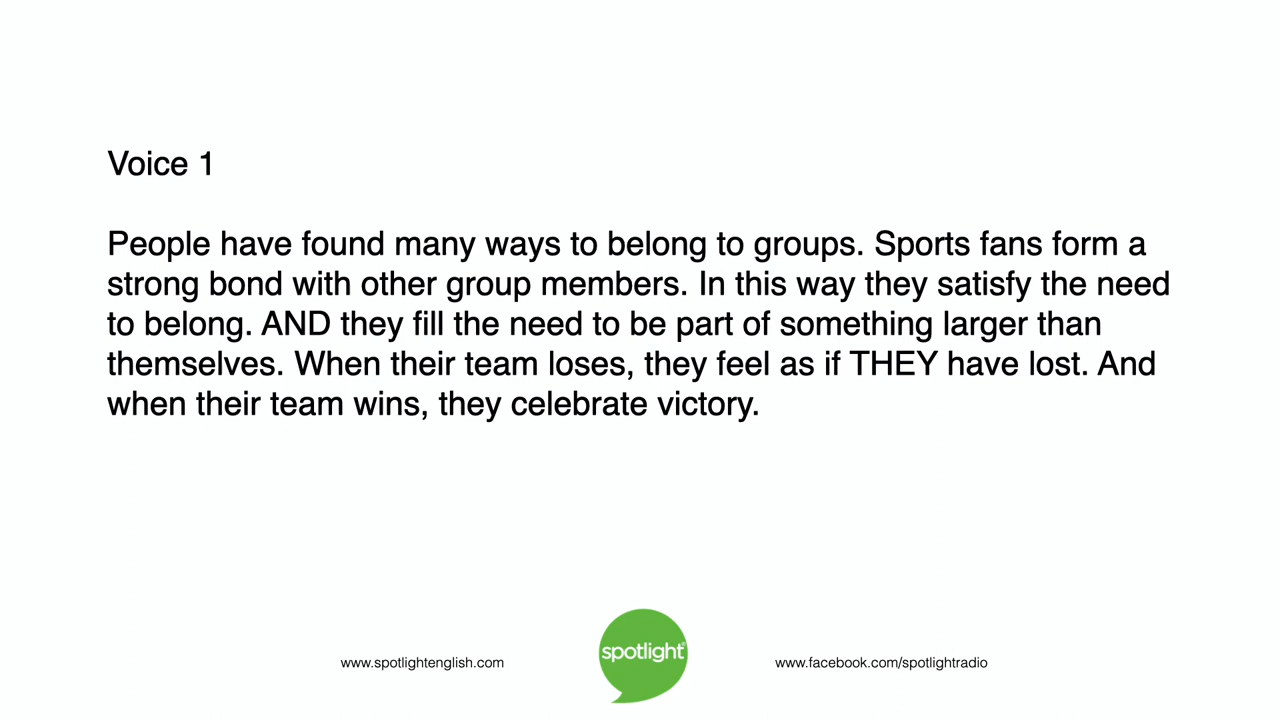 Voice 1
People have found many ways to belong to groups. Sports fans form a
strong bond with other group members. In this way they satisfy the need
to belong. AND they fill the need to be part of something larger than
themselves. When their team loses, they feel as if THEY have lost. And
when their team wins, they celebrate victory.
www.spotlightenglish.com
spotlight®
www.facebook.com/spotlightradio